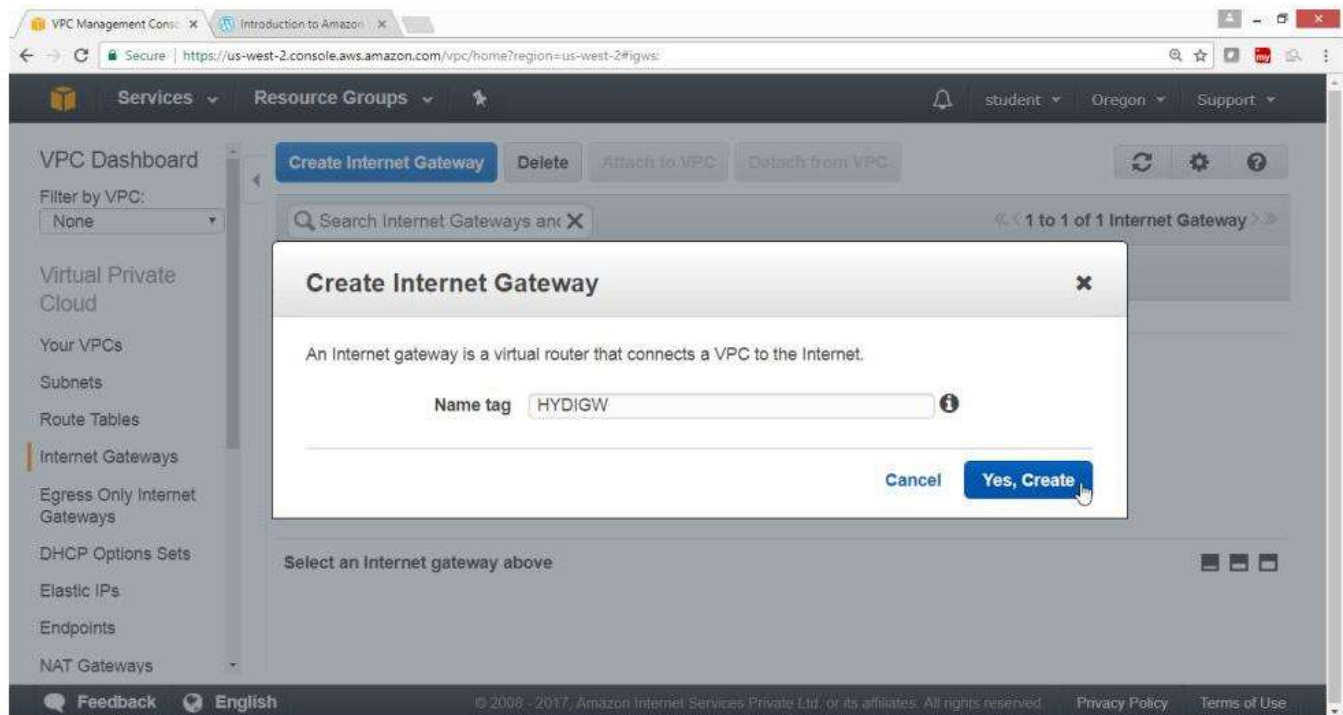 VPC Management Cons
Introduction to Amazon
Secure | https://us-west-2.console.aws.amazon.com/vpc/home?region=us-west-2#igws:
my
Services
Resource Groups
student
Oregon
Support
VPC Dashboard
Filter by VPC:
None
Virtual Private
Cloud
Your VPCs
Subnets
Route Tables
Internet Gateways
Egress Only Internet
Gateways
DHCP Options Sets
Elastic IPs
Endpoints
NAT Gateways
Create Internet Gateway
Delete
Attach to VPC
Detach from VPC
Search Internet Gateways and X
1 to 1 of 1 Internet Gateway
Create Internet Gateway
An Internet gateway is a virtual router that connects a VPC to the Internet.
Name tag HYDIGW
Cancel
Yes, Create
Select an Internet gateway above
Feedback
English
© 2008 - 2017, Amazon Internet Services Private Ltd. or its affiliates. All rights reserved.
Privacy Policy
Terms of Use